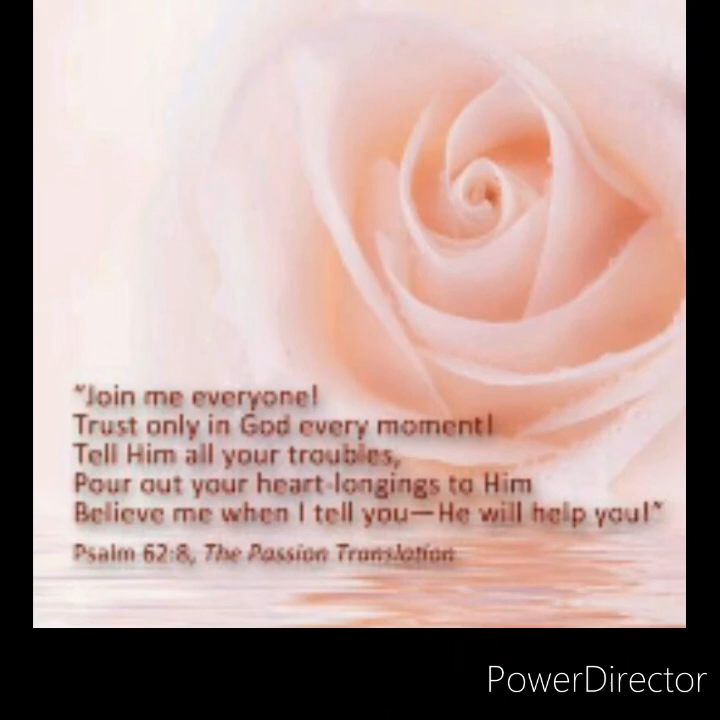 “Join me everyone!
Trust only in God every moment!
Tell Him all your troubles,
Pour out your heart-longings to Him
Believe me when I tell you—He will help you!”
Psalm 62:8, The Passion Translation
PowerDirector